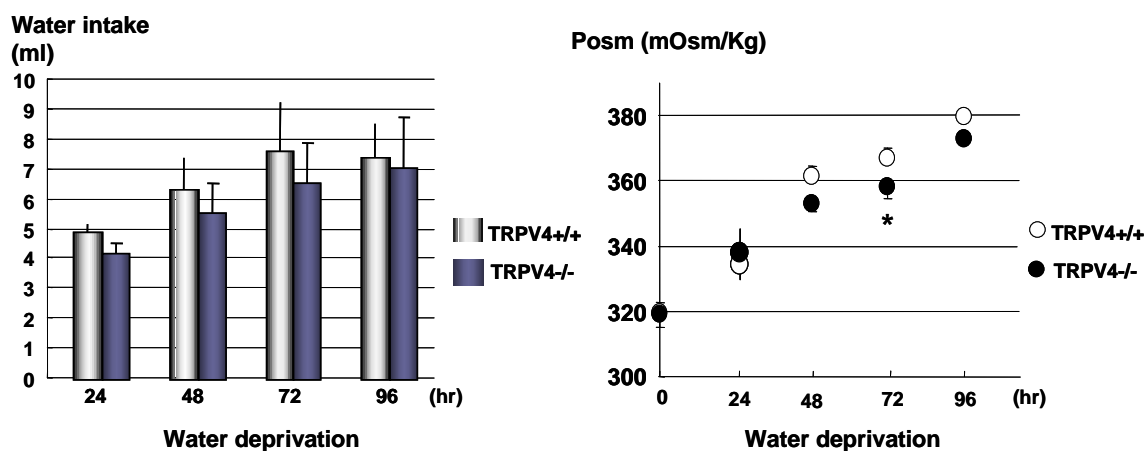 Water intake
(ml)
10
9
8
7
6
5
4
3
2
1
0
24 48 72 96 (hr)
Water deprivation
TRPV4+/+
TRPV4-/-
Posm (mOsm/Kg)
380
360
340
320
300
*
0 24 48 72 96 (hr)
Water deprivation
TRPV4+/+
TRPV4-/-